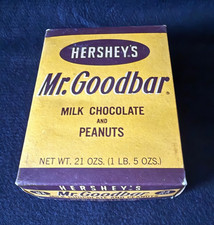 HERSHEY'S
Mr. Goodbar®
MILK CHOCOLATE
AND
PEANUTS
NET WT. 21 OZS. (1 LB. 5 OZS.)
HERSHEY'S
Mr. Goodbar